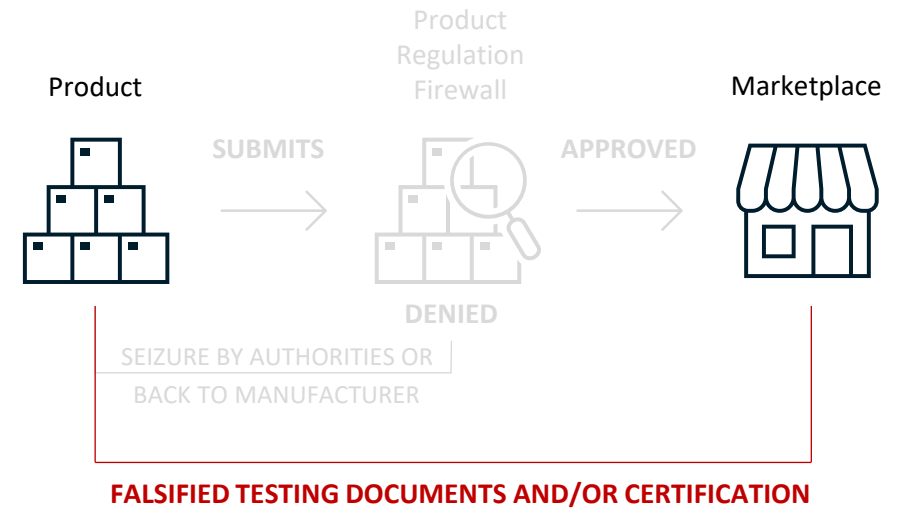 Product
Regulation
Firewall
Product
Marketplace
SUBMITS
APPROVED
DENIED
SEIZURE BY AUTHORITIES OR
BACK TO MANUFACTURER
FALSIFIED TESTING DOCUMENTS AND/OR CERTIFICATION